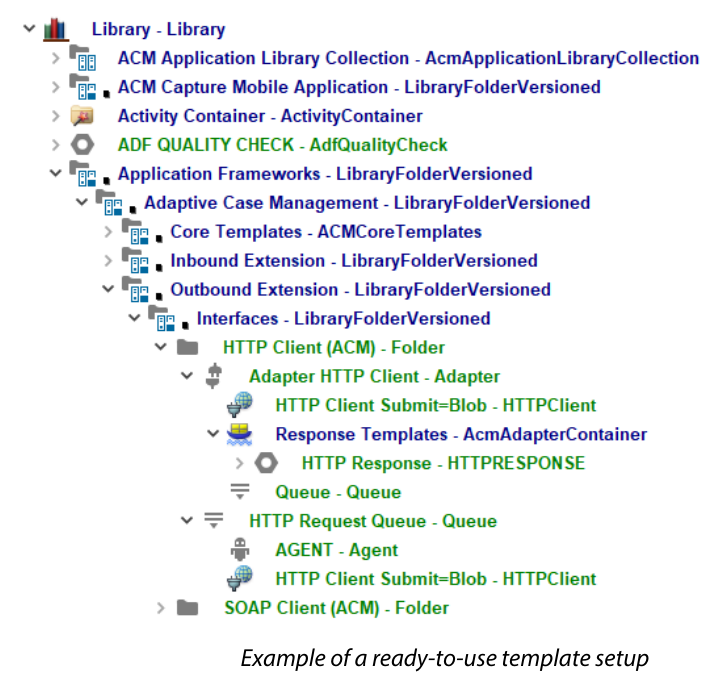 Library - Library
ACM Application Library Collection - AcmApplicationLibraryCollection
ACM Capture Mobile Application - LibraryFolderVersioned
Activity Container - ActivityContainer
ADF QUALITY CHECK - AdfQualityCheck
Application Frameworks - LibraryFolderVersioned
Adaptive Case Management - LibraryFolderVersioned
Core Templates - ACMCoreTemplates
Inbound Extension - LibraryFolderVersioned
Outbound Extension - LibraryFolderVersioned
Interfaces - LibraryFolderVersioned
HTTP Client (ACM) - Folder
Adapter HTTP Client - Adapter
HTTP Client Submit=Blob - HTTPClient
Response Templates - AcmAdapterContainer
HTTP Response - HTTPRESPONSE
Queue - Queue
HTTP Request Queue - Queue
AGENT - Agent
HTTP Client Submit=Blob - HTTPClient
SOAP Client (ACM) - Folder
Example of a ready-to-use template setup